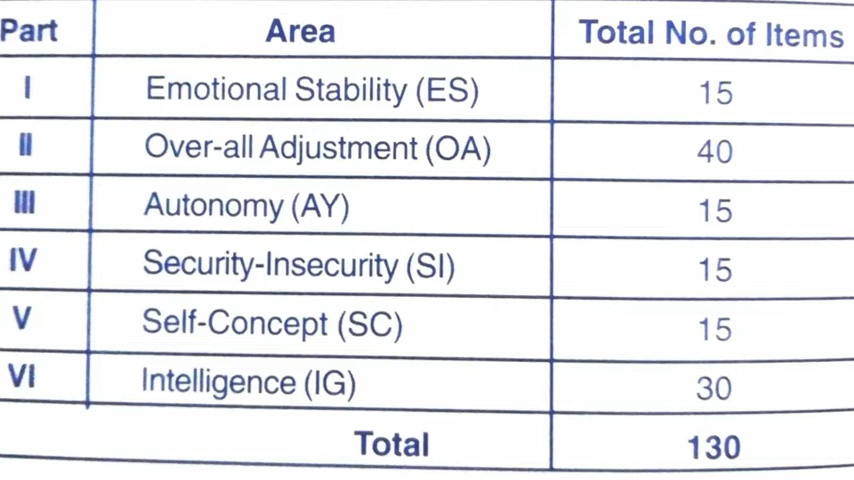 Part Area Total No. of Items
I Emotional Stability (ES) 15
II Over-all Adjustment (OA) 40
III Autonomy (AY) 15
IV Security-Insecurity (SI) 15
V Self-Concept (SC) 15
VI Intelligence (IG) 30
Total 130